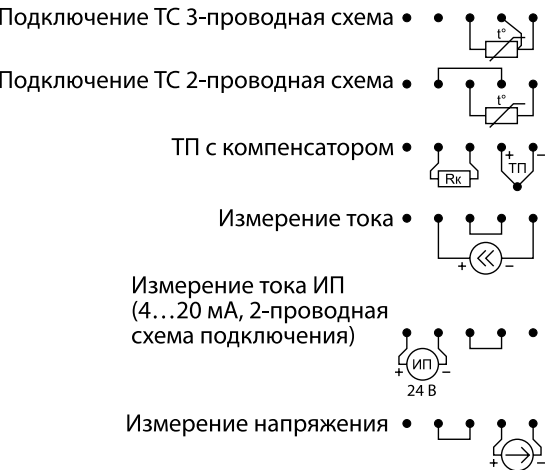 Подключение ТС 3-проводная схема
t°
Подключение ТС 2-проводная схема
t°
ТП с компенсатором
Rк
+ ТП –
Измерение тока
+ –
Измерение тока ИП
(4...20 мА, 2-проводная
схема подключения)
+ ИП –
24 В
Измерение напряжения
+ –